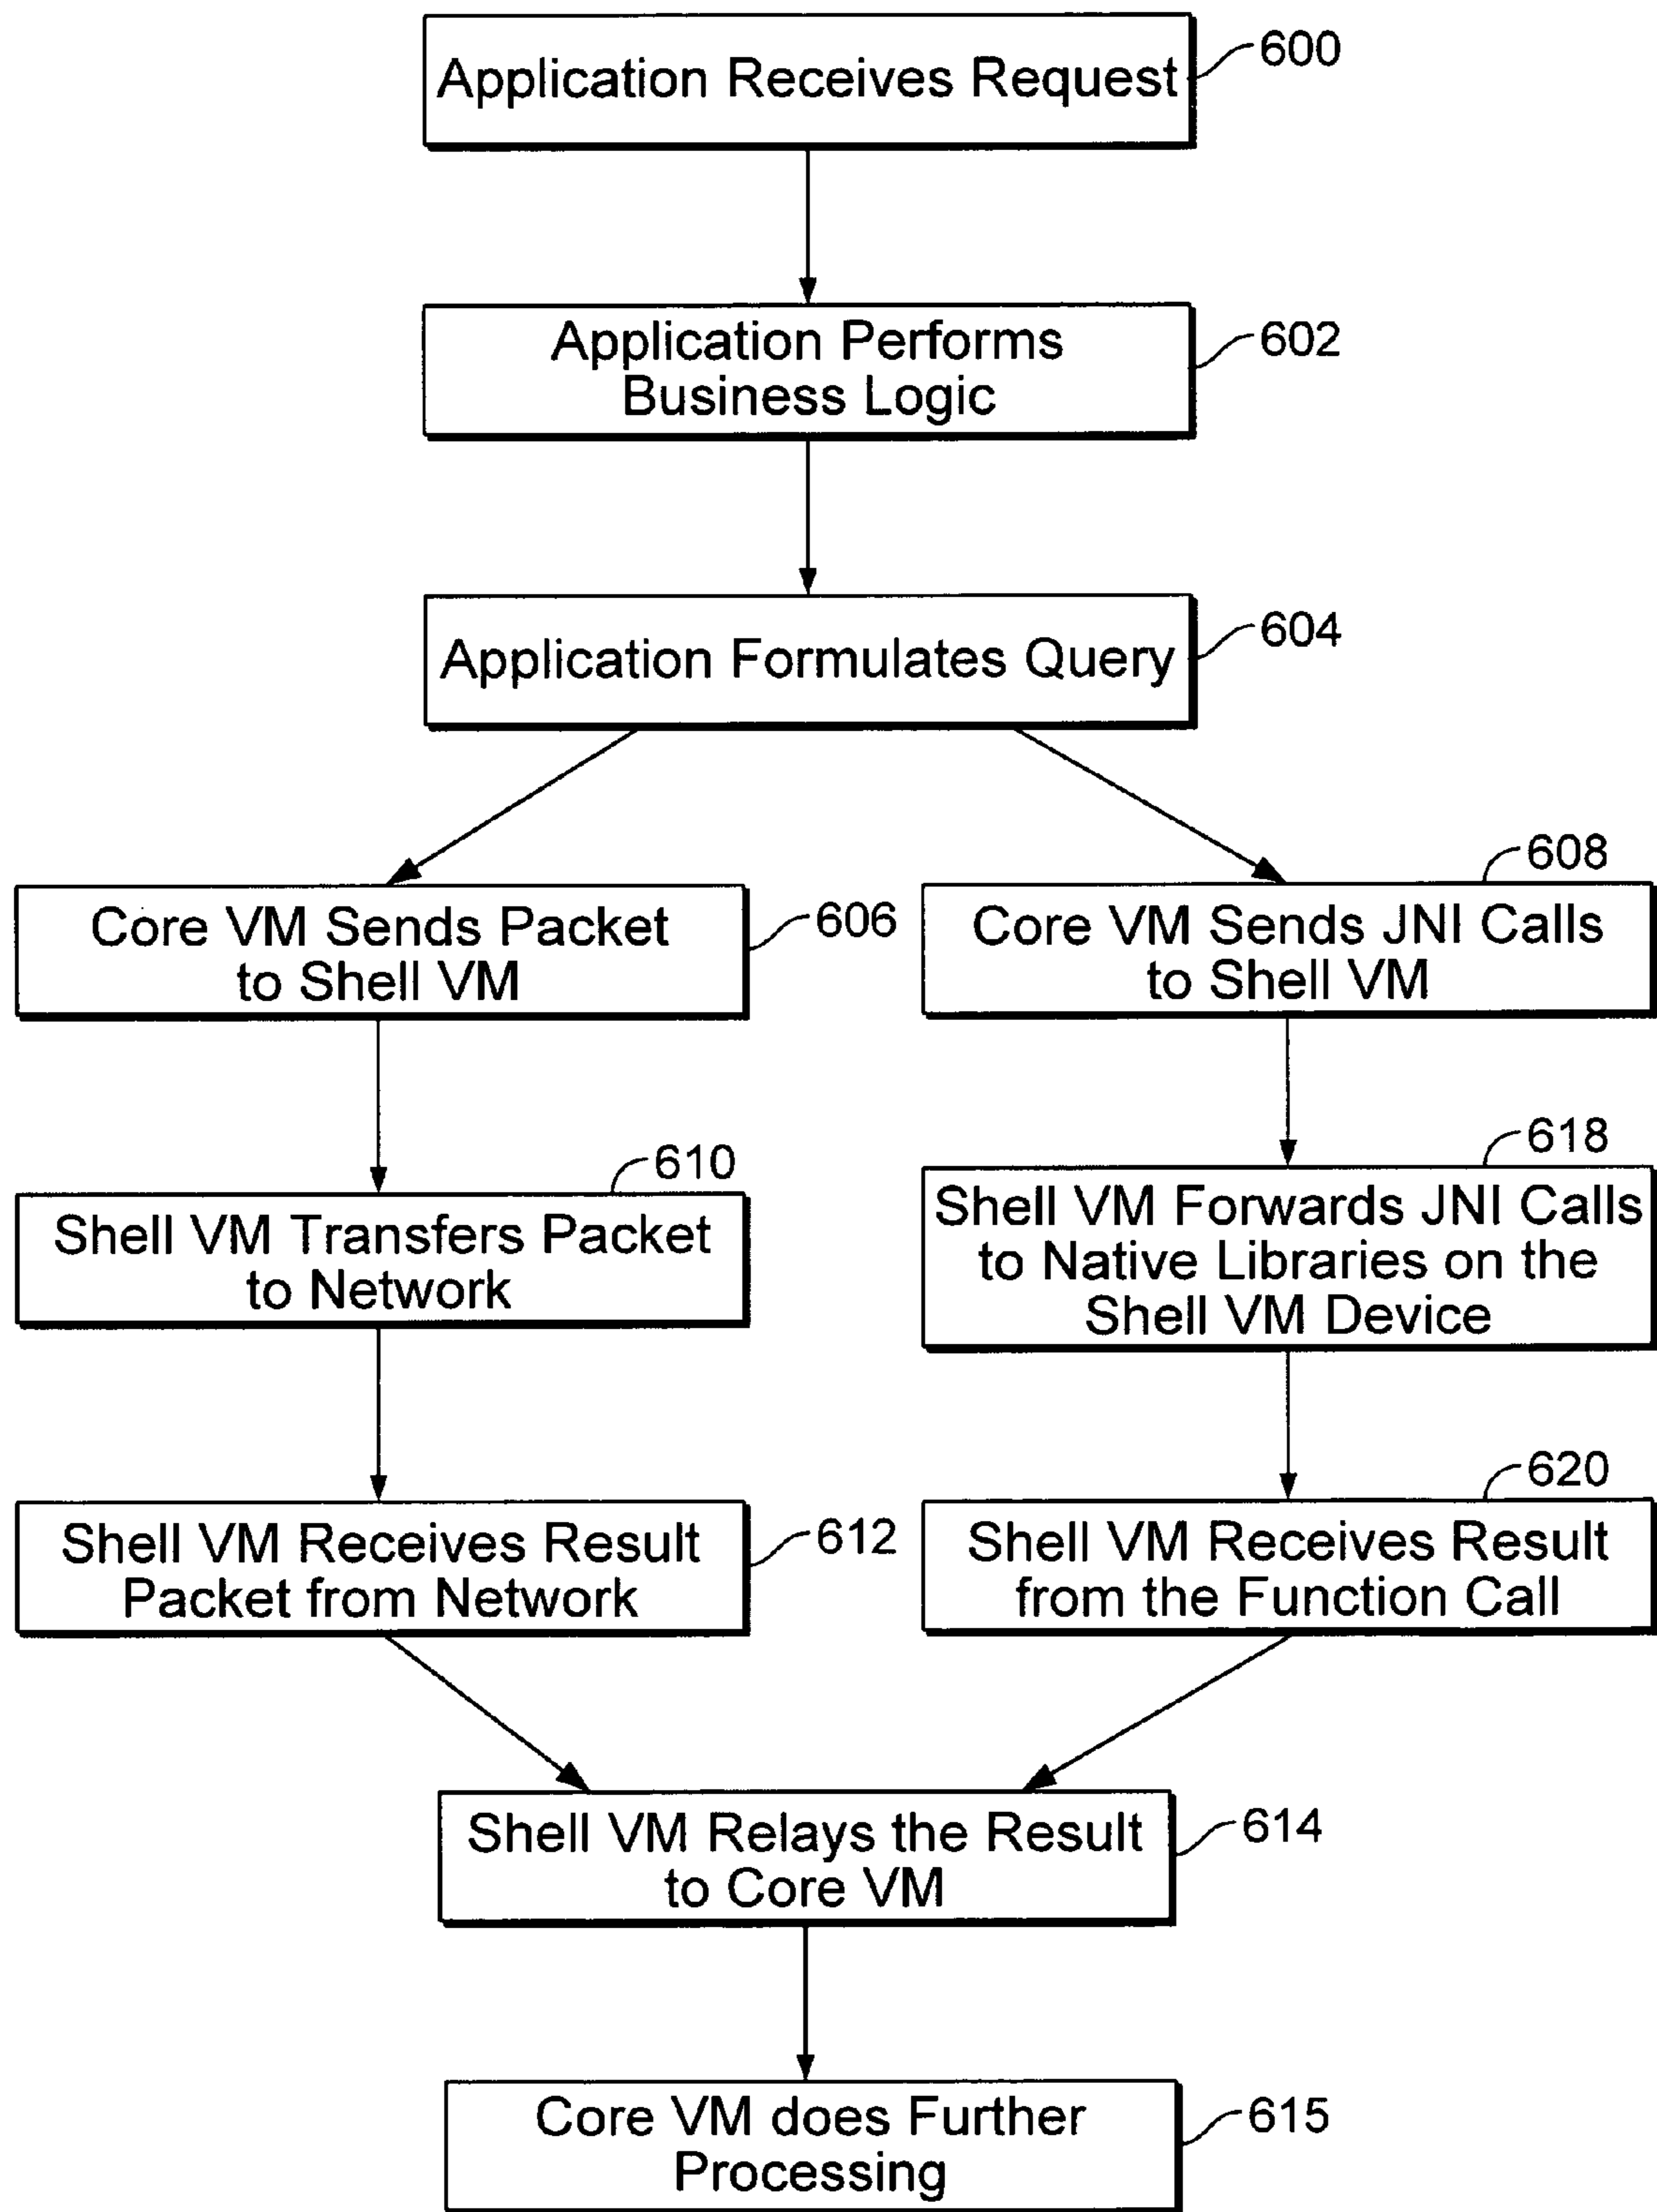 Application Receives Request
600
Application Performs
Business Logic
602
Application Formulates Query
604
Core VM Sends Packet
to Shell VM
606
608
Core VM Sends JNI Calls
to Shell VM
610
Shell VM Transfers Packet
to Network
618
Shell VM Forwards JNI Calls
to Native Libraries on the
Shell VM Device
Shell VM Receives Result
Packet from Network
612
620
Shell VM Receives Result
from the Function Call
Shell VM Relays the Result
to Core VM
614
Core VM does Further
Processing
615